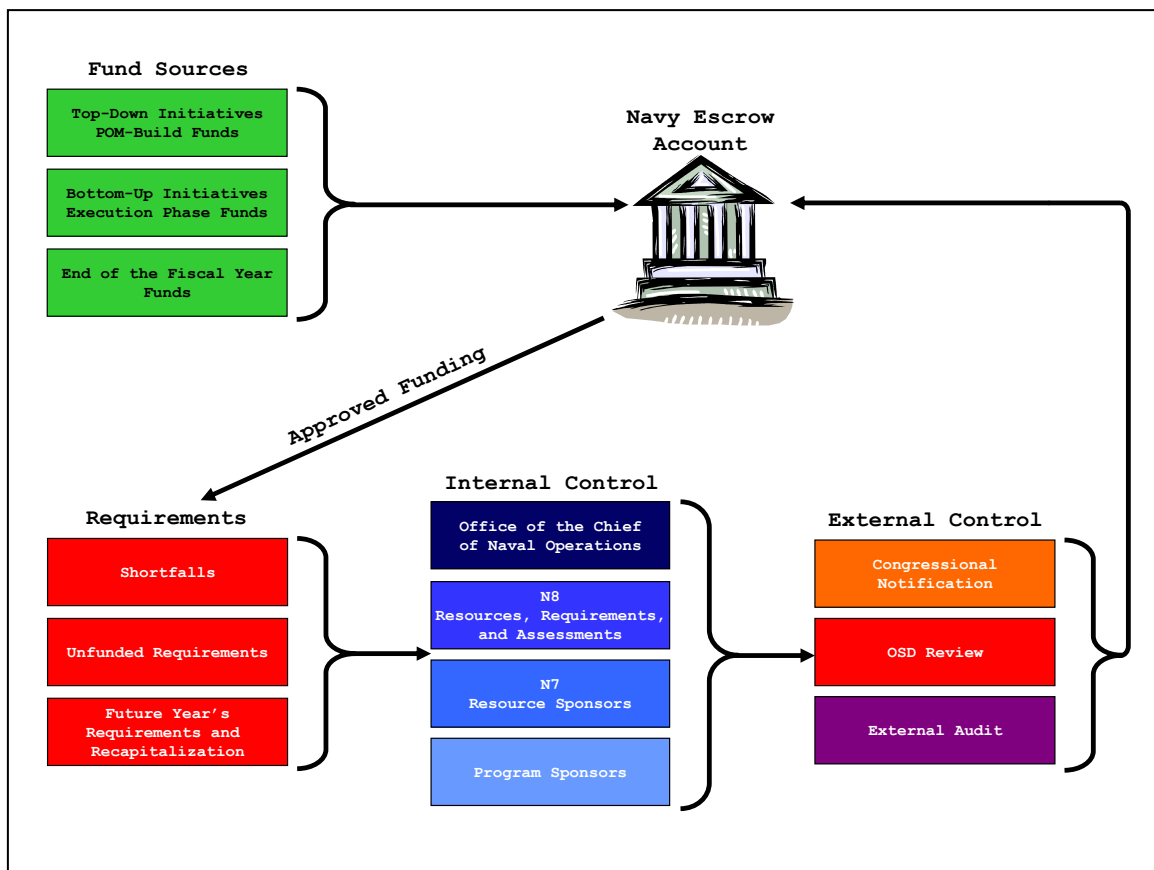 Fund Sources
Top-Down Initiatives
POM-Build Funds
Bottom-Up Initiatives
Execution Phase Funds
End of the Fiscal Year
Funds
Navy Escrow
Account
Approved Funding
Requirements
Shortfalls
Unfunded Requirements
Future Year’s
Requirements and
Recapitalization
Internal Control
Office of the Chief
of Naval Operations
N8
Resources, Requirements,
and Assessments
N7
Resource Sponsors
Program Sponsors
External Control
Congressional
Notification
OSD Review
External Audit